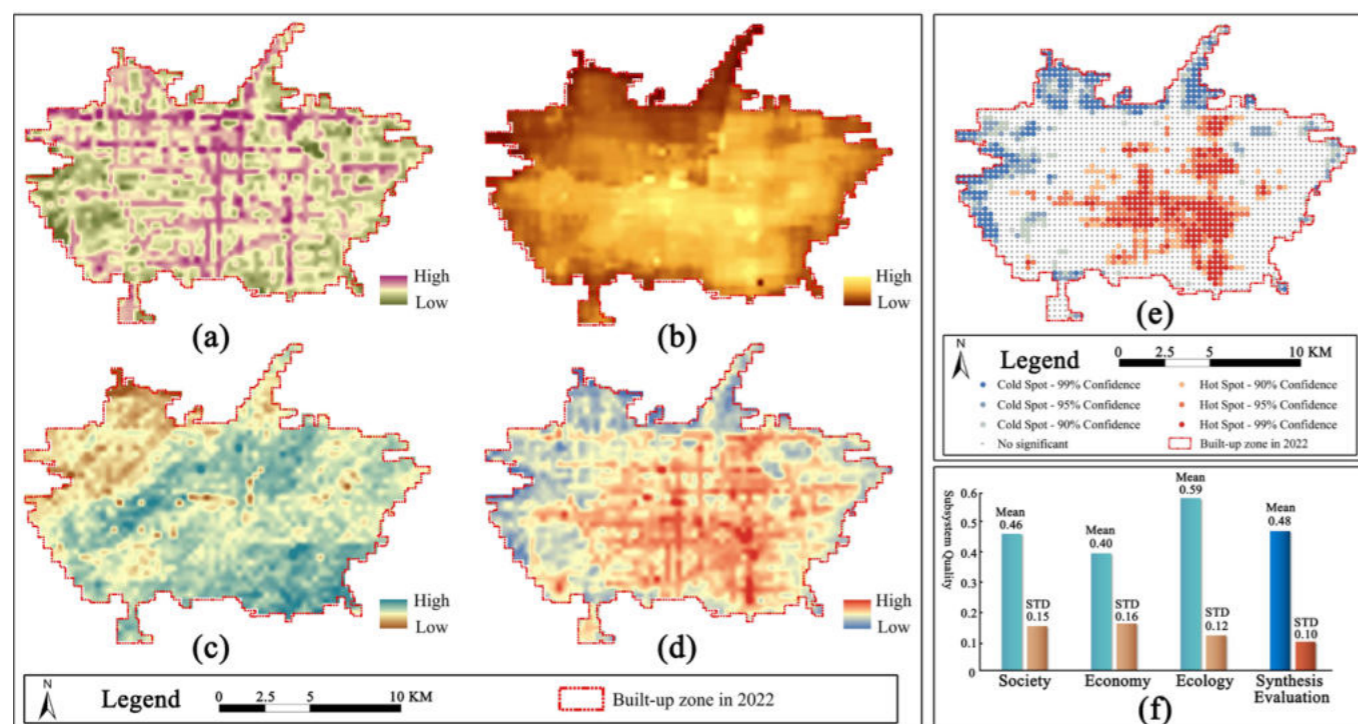 High
Low
(a)
High
Low
(b)
High
Low
(c)
High
Low
(d)
N
Legend
0 2.5 5 10 KM
Built-up zone in 2022
(e)
N
Legend
0 2.5 5 10 KM
Cold Spot - 99% Confidence
Cold Spot - 95% Confidence
Cold Spot - 90% Confidence
No significant
Hot Spot - 90% Confidence
Hot Spot - 95% Confidence
Hot Spot - 99% Confidence
Built-up zone in 2022
Subsystem Quality
0.6
0.5
0.4
0.3
0.2
0.1
0
Mean
0.46
STD
0.15
Mean
0.40
STD
0.16
Mean
0.59
STD
0.12
Mean
0.48
STD
0.10
Society
Economy
Ecology
Synthesis
Evaluation
(f)